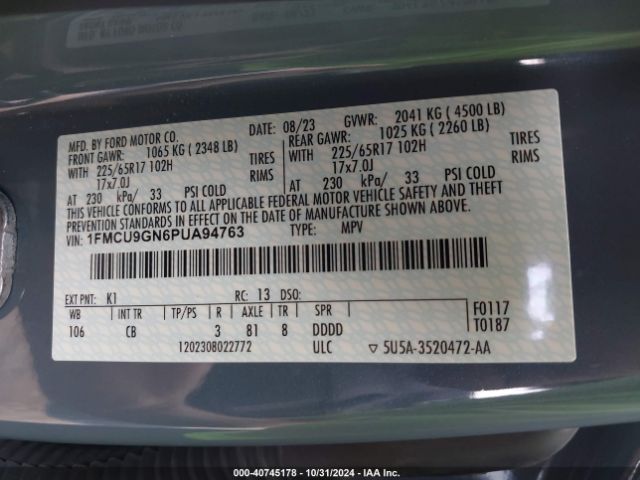 MFD. BY FORD MOTOR CO.
DATE: 08/23 GVWR: 2041 KG ( 4500 LB)
FRONT GAWR: 1065 KG ( 2348 LB)
REAR GAWR: 1025 KG ( 2260 LB)
WITH 225/65R17 102H TIRES
WITH 225/65R17 102H TIRES
17x7.0J RIMS
17x7.0J RIMS
AT 230 kPa/ 33 PSI COLD
AT 230 kPa/ 33 PSI COLD
THIS VEHICLE CONFORMS TO ALL APPLICABLE FEDERAL MOTOR VEHICLE SAFETY AND THEFT
PREVENTION STANDARDS IN EFFECT ON THE DATE OF MANUFACTURE SHOWN ABOVE.
VIN: 1FMCU9GN6PUA94763 TYPE: MPV
EXT PNT: K1 RC: 13 DSO:
WB INT TR TP/PS R AXLE TR SPR F0117
106 CB 3 81 8 DDDD T0187
1202308022772 ULC ▽ 5U5A-3520472-AA
000-40745178 - 10/31/2024 - IAA Inc.